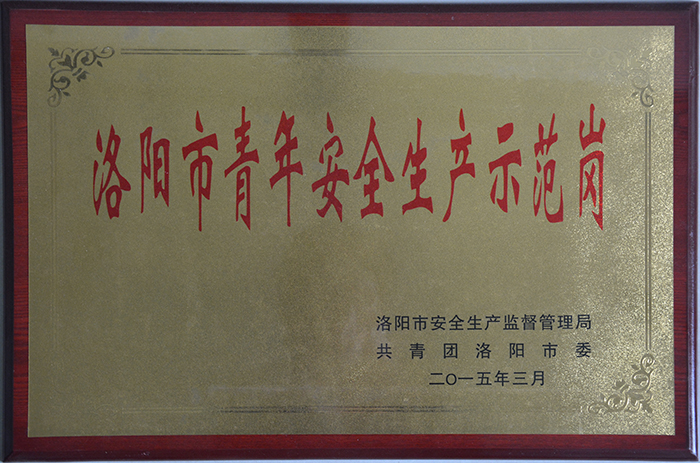 洛阳市青年安全生产示范岗
洛阳市安全生产监督管理局
共青团洛阳市委
二〇一五年三月